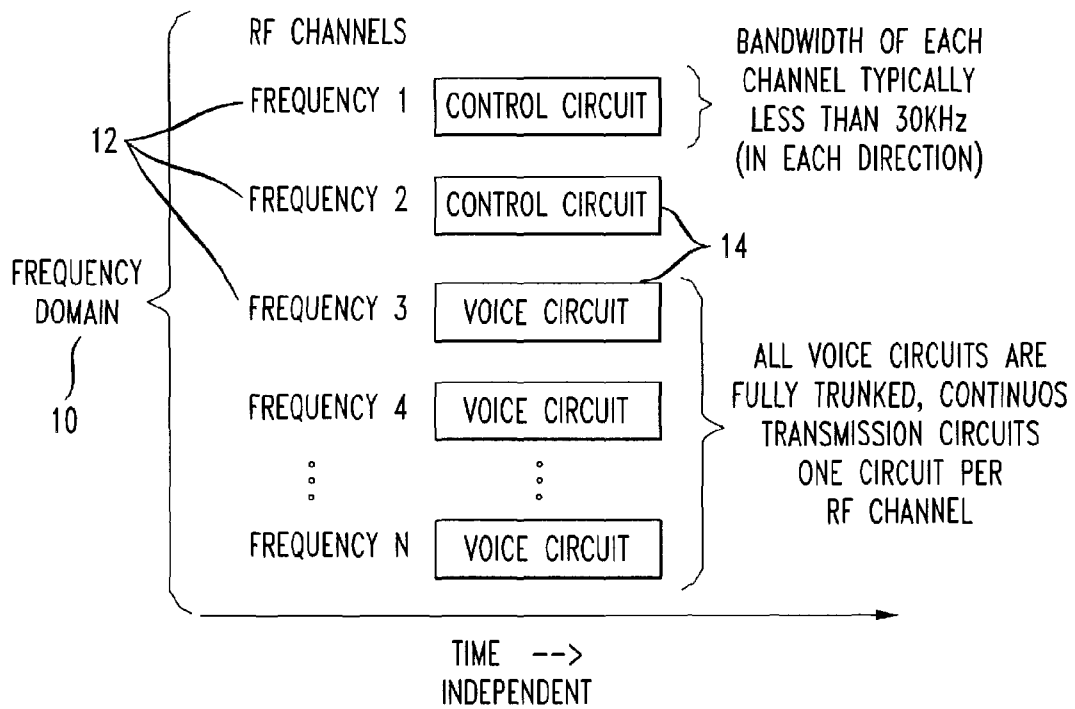 RF CHANNELS
FREQUENCY 1
CONTROL CIRCUIT
BANDWIDTH OF EACH
CHANNEL TYPICALLY
LESS THAN 30KHz
(IN EACH DIRECTION)
12
FREQUENCY 2
CONTROL CIRCUIT
14
FREQUENCY
DOMAIN
10
FREQUENCY 3
VOICE CIRCUIT
FREQUENCY 4
VOICE CIRCUIT
FREQUENCY N
VOICE CIRCUIT
ALL VOICE CIRCUITS ARE
FULLY TRUNKED, CONTINUOS
TRANSMISSION CIRCUITS
ONE CIRCUIT PER
RF CHANNEL
TIME -->
INDEPENDENT